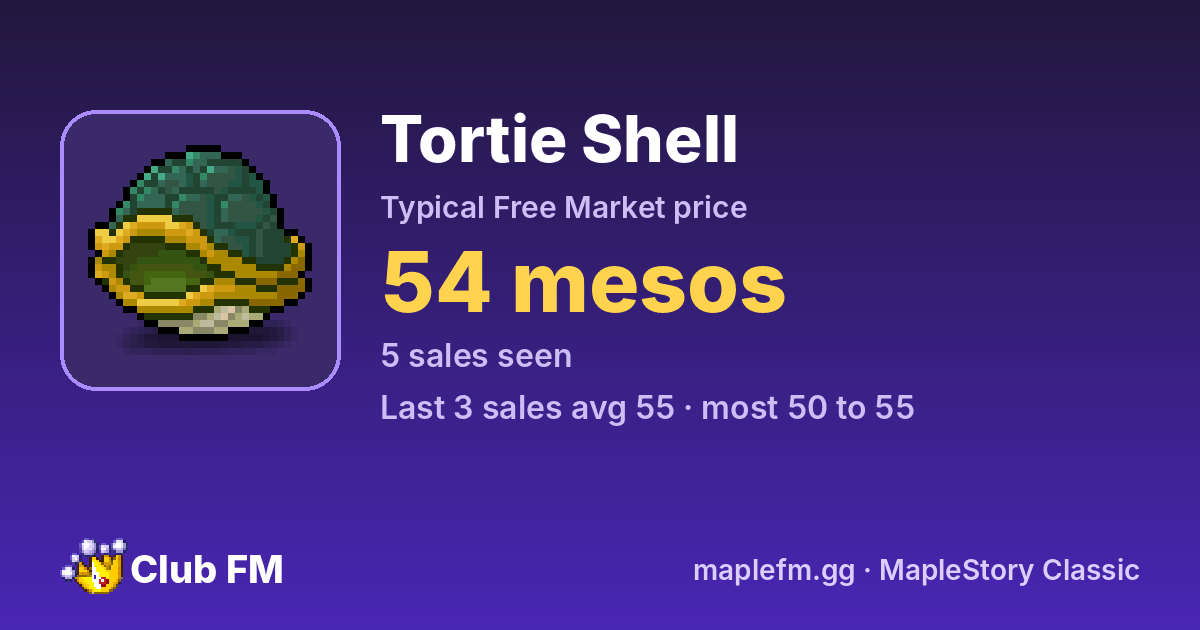 Tortie Shell
Typical Free Market price
54 mesos
5 sales seen
Last 3 sales avg 55 · most 50 to 55
Club FM
maplefm.gg · MapleStory Classic